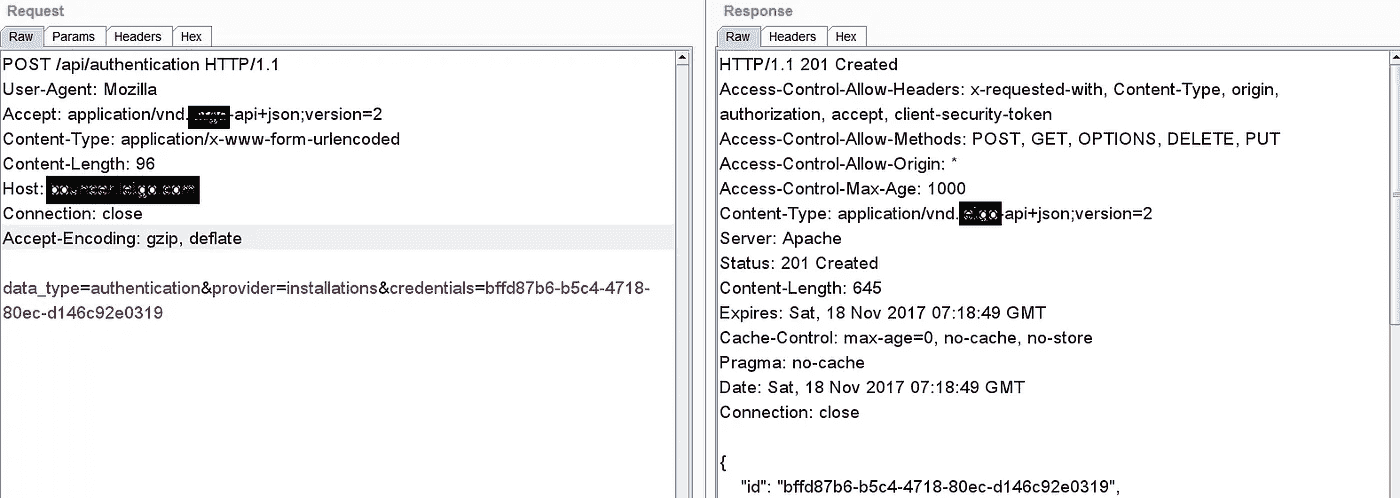 Request
Raw Params Headers Hex
POST /api/authentication HTTP/1.1
User-Agent: Mozilla
Accept: application/vnd. -api+json;version=2
Content-Type: application/x-www-form-urlencoded
Content-Length: 96
Host:
Connection: close
Accept-Encoding: gzip, deflate
data_type=authentication&provider=installations&credentials=bffd87b6-b5c4-4718-
80ec-d146c92e0319
Response
Raw Headers Hex
HTTP/1.1 201 Created
Access-Control-Allow-Headers: x-requested-with, Content-Type, origin,
authorization, accept, client-security-token
Access-Control-Allow-Methods: POST, GET, OPTIONS, DELETE, PUT
Access-Control-Allow-Origin: *
Access-Control-Max-Age: 1000
Content-Type: application/vnd. -api+json;version=2
Server: Apache
Status: 201 Created
Content-Length: 645
Expires: Sat, 18 Nov 2017 07:18:49 GMT
Cache-Control: max-age=0, no-cache, no-store
Pragma: no-cache
Date: Sat, 18 Nov 2017 07:18:49 GMT
Connection: close
{
"id": "bffd87b6-b5c4-4718-80ec-d146c92e0319",